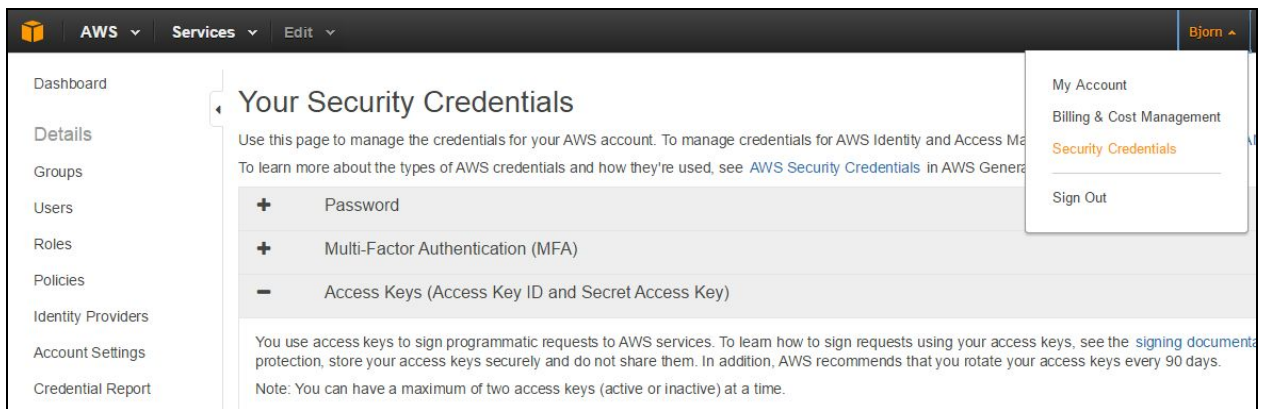 AWS Services Edit Bjorn
Dashboard
Details
Groups
Users
Roles
Policies
Identity Providers
Account Settings
Credential Report
Your Security Credentials
Use this page to manage the credentials for your AWS account. To manage credentials for AWS Identity and Access
To learn more about the types of AWS credentials and how they're used, see AWS Security Credentials in AWS
+ Password
+ Multi-Factor Authentication (MFA)
− Access Keys (Access Key ID and Secret Access Key)
You use access keys to sign programmatic requests to AWS services. To learn how to sign requests using your access keys, see the signing
protection, store your access keys securely and do not share them. In addition, AWS recommends that you rotate your access keys every 90 days.
Note: You can have a maximum of two access keys (active or inactive) at a time.
My Account
Billing & Cost Management
Security Credentials
Sign Out